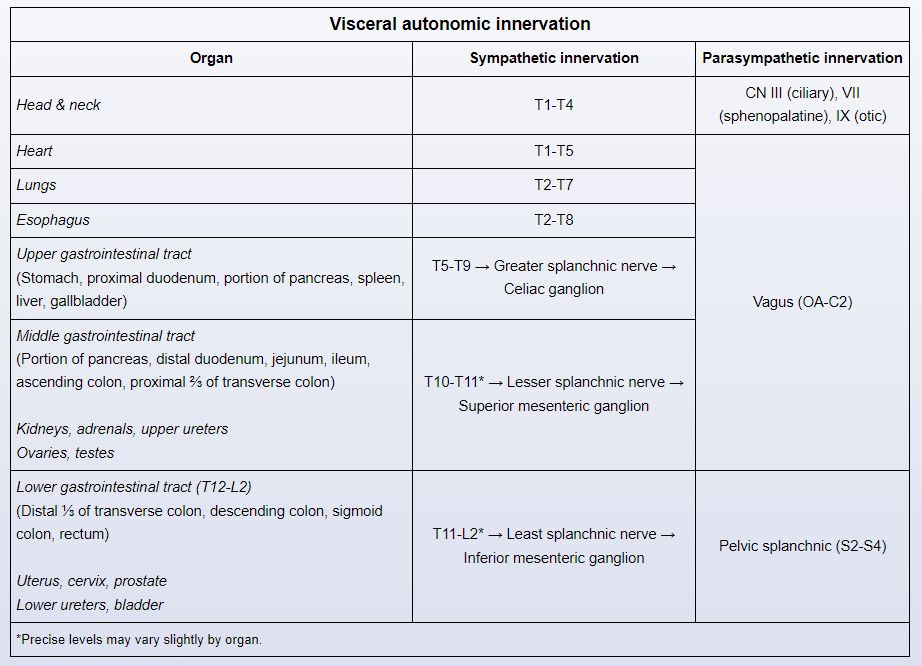 Visceral autonomic innervation
Organ
Sympathetic innervation
Parasympathetic innervation
Head & neck
T1-T4
CN III (ciliary), VII
(sphenopalatine), IX (otic)
Heart
T1-T5
Lungs
T2-T7
Esophagus
T2-T8
Upper gastrointestinal tract
(Stomach, proximal duodenum, portion of pancreas, spleen,
liver, gallbladder)
T5-T9 → Greater splanchnic nerve →
Celiac ganglion
Vagus (OA-C2)
Middle gastrointestinal tract
(Portion of pancreas, distal duodenum, jejunum, ileum,
ascending colon, proximal ⅔ of transverse colon)
Kidneys, adrenals, upper ureters
Ovaries, testes
T10-T11* → Lesser splanchnic nerve →
Superior mesenteric ganglion
Lower gastrointestinal tract (T12-L2)
(Distal ⅓ of transverse colon, descending colon, sigmoid
colon, rectum)
Uterus, cervix, prostate
Lower ureters, bladder
T11-L2* → Least splanchnic nerve →
Inferior mesenteric ganglion
Pelvic splanchnic (S2-S4)
*Precise levels may vary slightly by organ.